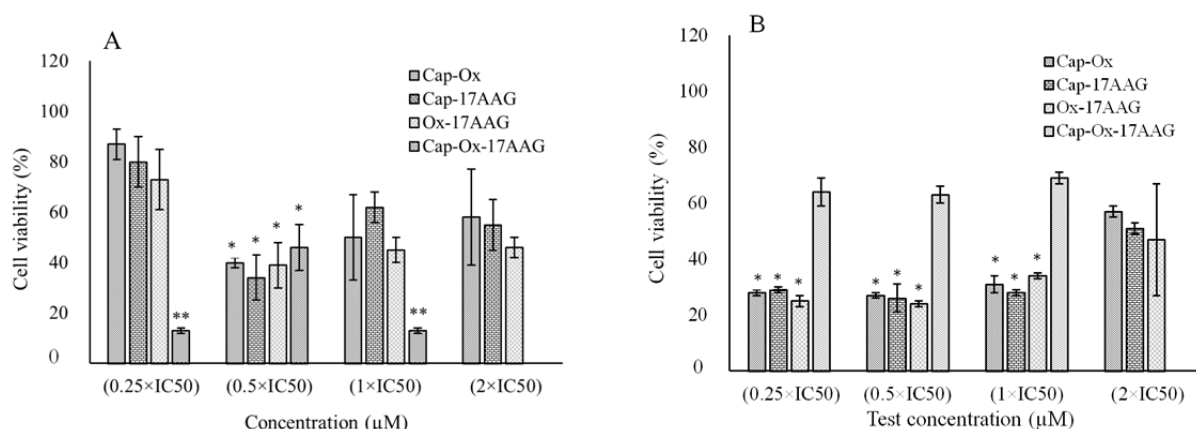 A
120
100
80
60
40
20
0
Cell viability (%)
Cap-Ox
Cap-17AAG
Ox-17AAG
Cap-Ox-17AAG
**
*
*
*
*
**
(0.25×IC50)
(0.5×IC50)
(1×IC50)
(2×IC50)
Concentration (µM)
B
120
100
80
60
40
20
0
Cell viability (%)
Cap-Ox
Cap-17AAG
Ox-17AAG
Cap-Ox-17AAG
*
*
*
*
*
*
*
*
*
(0.25×IC50)
(0.5×IC50)
(1×IC50)
(2×IC50)
Test concentration (µM)